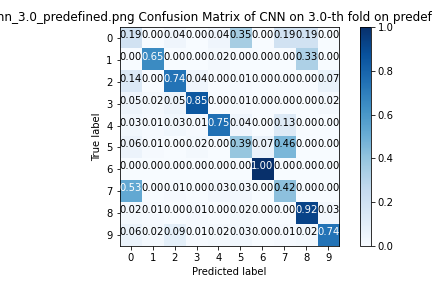 nn_3.0_predefined.png Confusion Matrix of CNN on 3.0-th fold on predef
True label
0 0.19 0.00 0.04 0.00 0.04 0.35 0.00 0.19 0.19 0.00
1 0.00 0.65 0.00 0.00 0.02 0.00 0.00 0.00 0.33 0.00
2 0.14 0.00 0.74 0.04 0.00 0.01 0.00 0.00 0.00 0.07
3 0.05 0.02 0.05 0.85 0.01 0.00 0.00 0.00 0.00 0.02
4 0.03 0.01 0.03 0.01 0.75 0.04 0.00 0.13 0.00 0.00
5 0.06 0.01 0.00 0.02 0.00 0.39 0.07 0.46 0.00 0.00
6 0.00 0.00 0.00 0.00 0.00 0.00 1.00 0.00 0.00 0.00
7 0.53 0.00 0.01 0.00 0.03 0.03 0.00 0.42 0.00 0.00
8 0.02 0.01 0.00 0.01 0.00 0.02 0.00 0.00 0.92 0.03
9 0.06 0.02 0.09 0.01 0.02 0.03 0.00 0.01 0.02 0.74
0 1 2 3 4 5 6 7 8 9
Predicted label
1.0
0.8
0.6
0.4
0.2
0.0